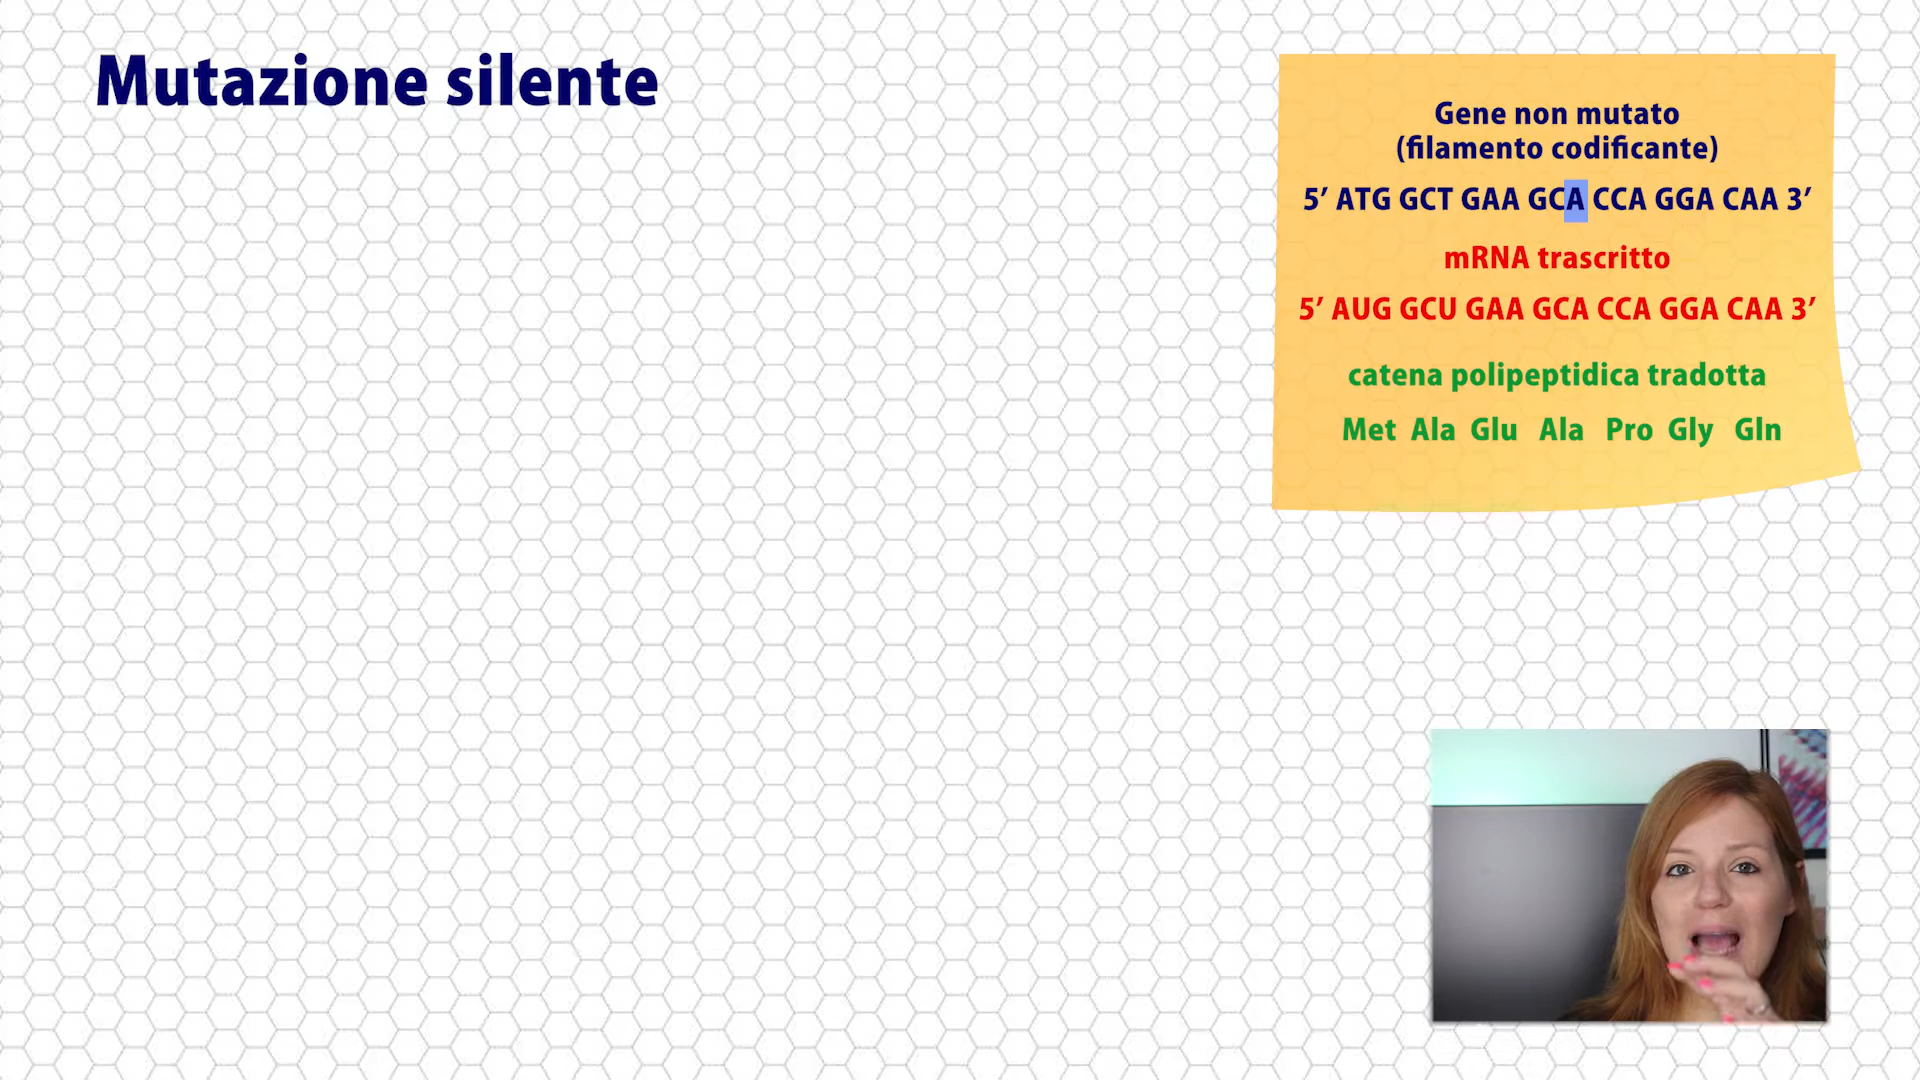 Mutazione silente
Gene non mutato
(filamento codificante)
5’ ATG GCT GAA GCA CCA GGA CAA 3’
mRNA trascritto
5’ AUG GCU GAA GCA CCA GGA CAA 3’
catena polipeptidica tradotta
Met Ala Glu Ala Pro Gly Gln